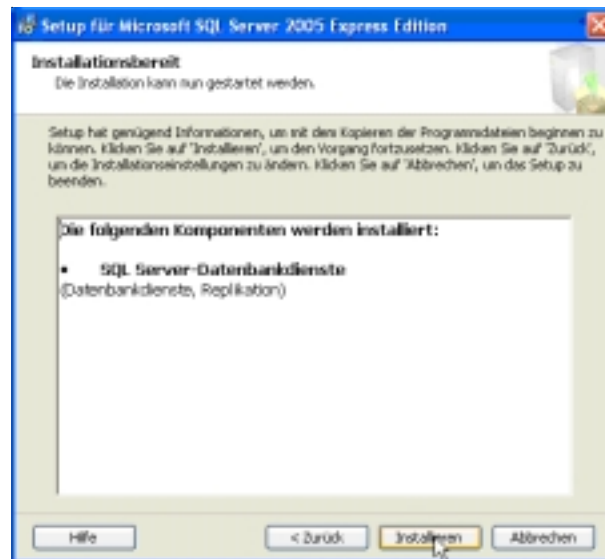 Setup für Microsoft SQL Server 2005 Express Edition
Installationsbereit
Die Installation kann nun gestartet werden.
Setup hat genügend Informationen, um mit dem Kopieren der Programmdateien beginnen zu
können. Klicken Sie auf 'Installieren', um den Vorgang fortzusetzen. Klicken Sie auf 'Zurück',
um die Installationseinstellungen zu ändern. Klicken Sie auf 'Abbrechen', um das Setup zu
beenden.
Die folgenden Komponenten werden installiert:
• SQL Server-Datenbankdienste
(Datenbankdienste, Replikation)
Hilfe
< Zurück
Installieren
Abbrechen